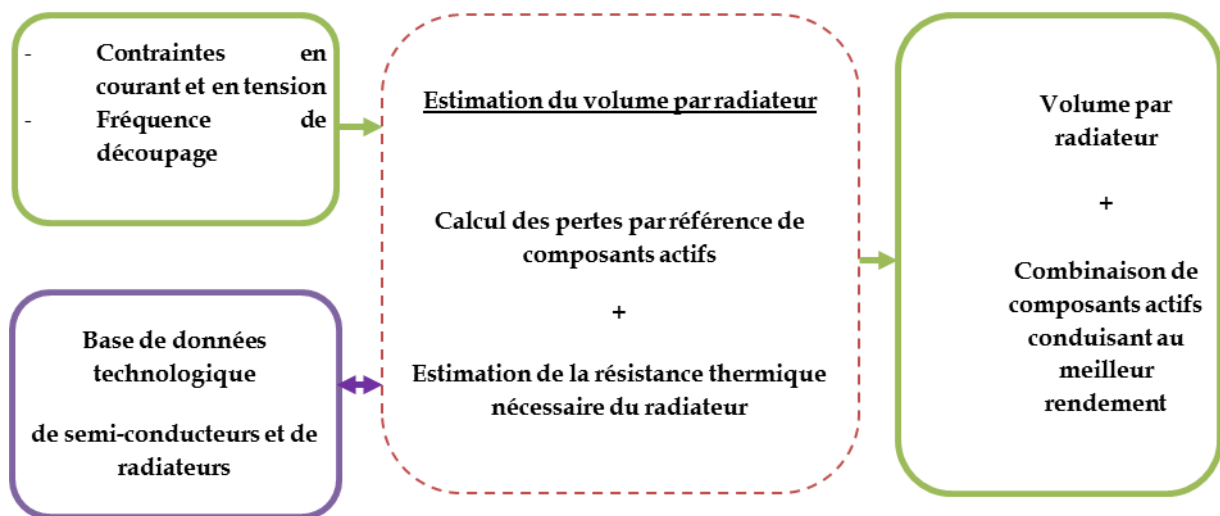 - Contraintes en
courant et en tension
- Fréquence de
découpage
Base de données
technologique
de semi-conducteurs et de
radiateurs
Estimation du volume par radiateur
Calcul des pertes par référence de
composants actifs
+
Estimation de la résistance thermique
nécessaire du radiateur
Volume par
radiateur
+
Combinaison de
composants actifs
conduisant au
meilleur
rendement